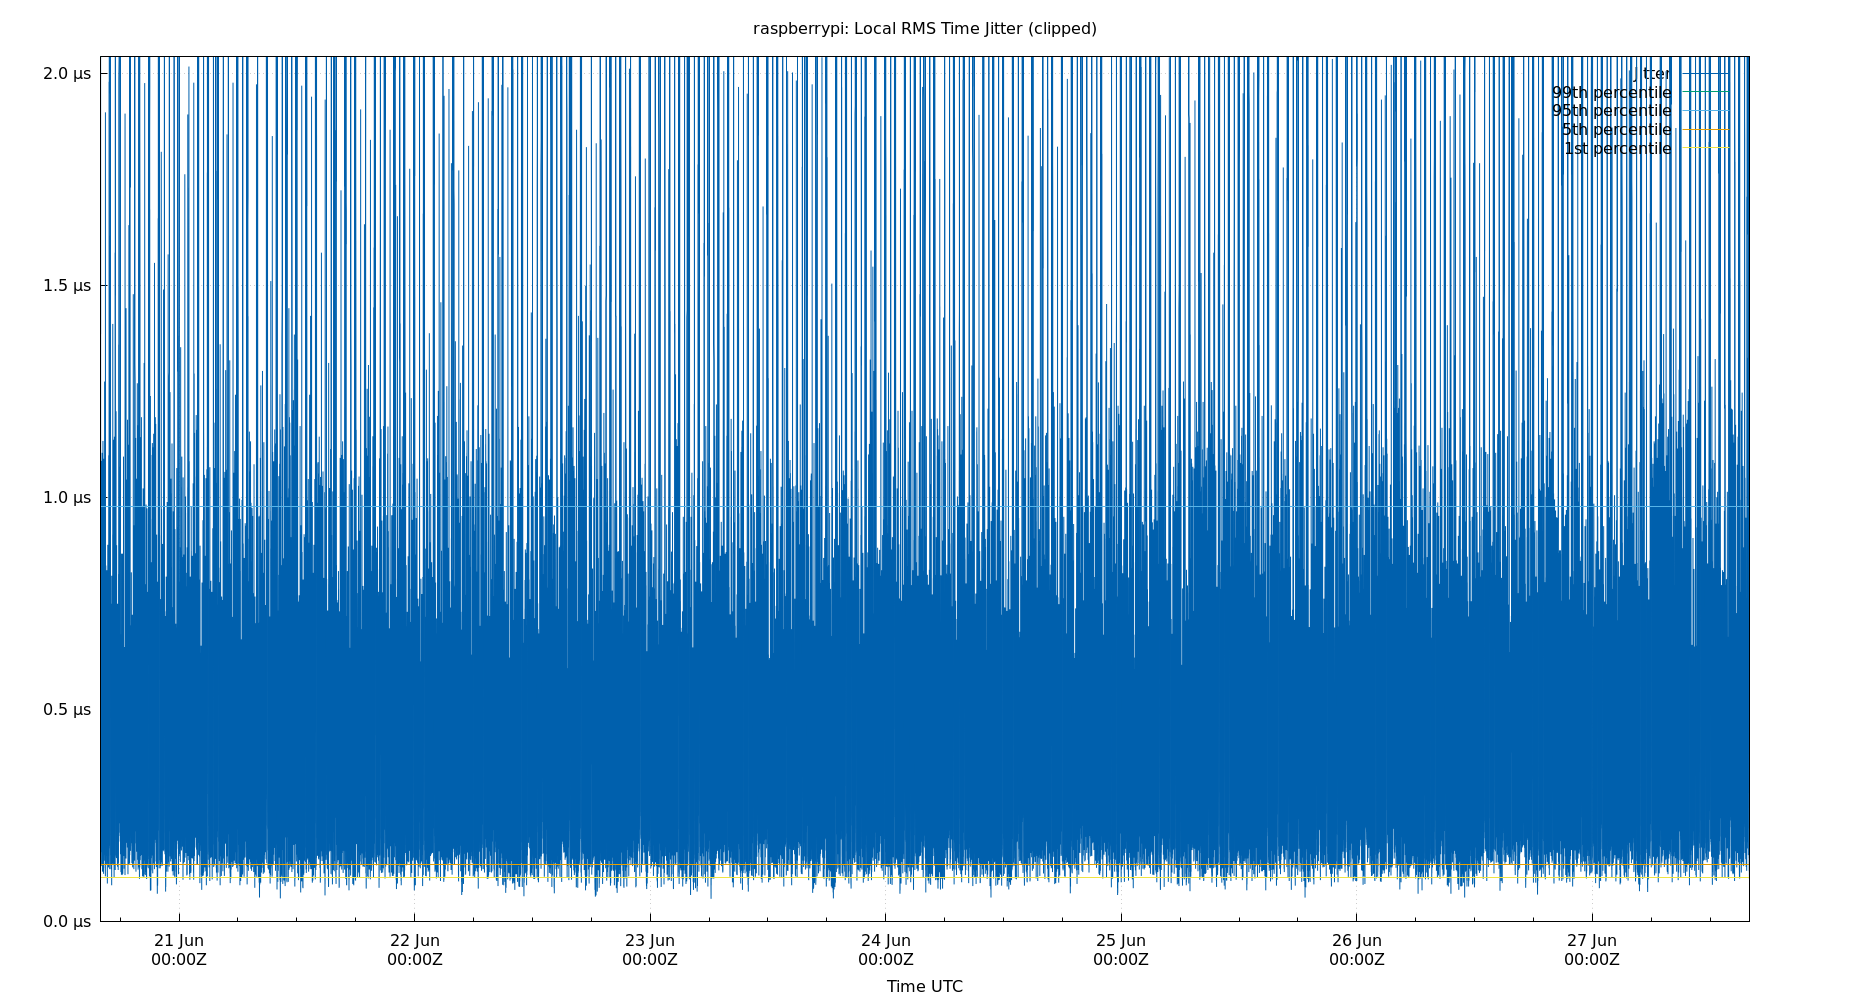 raspberrypi: Local RMS Time Jitter (clipped)
2.0 µs
1.5 µs
1.0 µs
0.5 µs
0.0 µs
Jitter
99th percentile
95th percentile
5th percentile
1st percentile
21 Jun 22 Jun 23 Jun 24 Jun 25 Jun 26 Jun 27 Jun
00:00Z 00:00Z 00:00Z 00:00Z 00:00Z 00:00Z 00:00Z
Time UTC